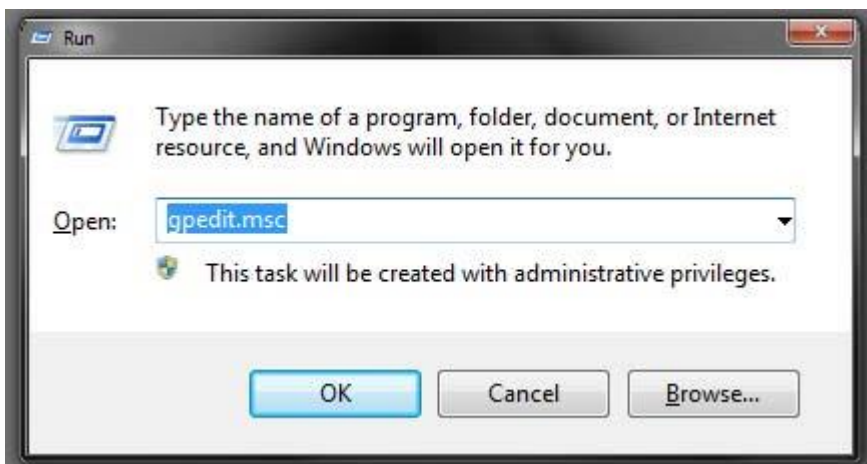 Run
Type the name of a program, folder, document, or Internet
resource, and Windows will open it for you.
Open: gpedit.msc
This task will be created with administrative privileges.
OK Cancel Browse...